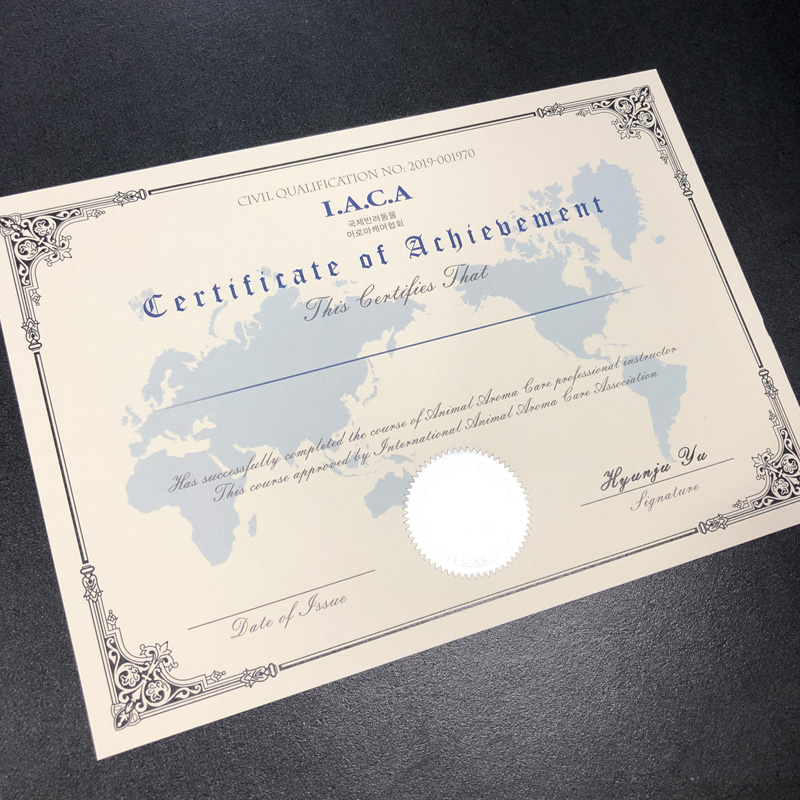 CIVIL QUALIFICATION NO: 2019-001970
I.A.C.A
국제반려동물
아로마케어협회
Certificate of Achievement
This Certifies That
Has successfully completed the course of Animal Aroma Care professional instructor
This course approved by International Animal Aroma Care Association
Hyunju Yu
Signature
Date of Issue